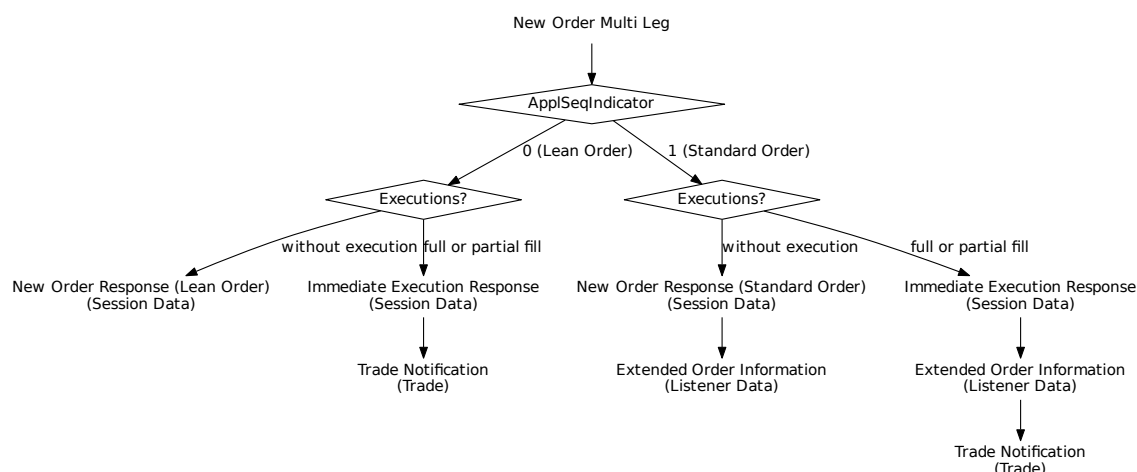 New Order Multi Leg
ApplSeqIndicator
0 (Lean Order)
1 (Standard Order)
Executions?
Executions?
without execution
full or partial fill
without execution
full or partial fill
New Order Response (Lean Order)
(Session Data)
Immediate Execution Response
(Session Data)
New Order Response (Standard Order)
(Session Data)
Immediate Execution Response
(Session Data)
Trade Notification
(Trade)
Extended Order Information
(Listener Data)
Extended Order Information
(Listener Data)
Trade Notification
(Trade)